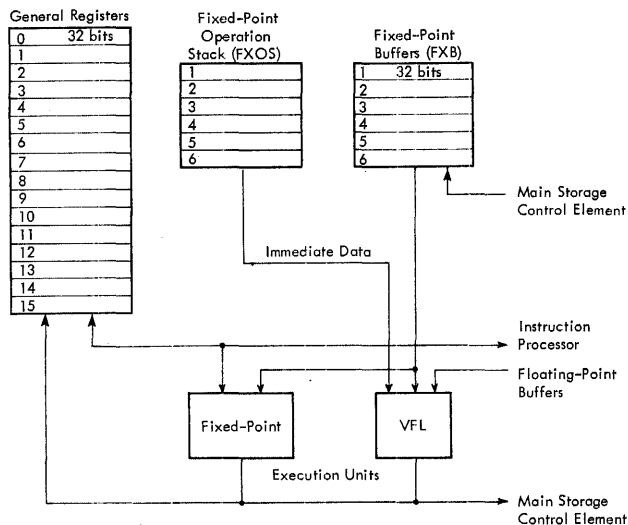 General Registers
0 32 bits
1
2
3
4
5
6
7
8
9
10
11
12
13
14
15
Fixed-Point
Operation
Stack (FXOS)
1
2
3
4
5
6
Fixed-Point
Buffers (FXB)
1 32 bits
2
3
4
5
6
Main Storage
Control Element
Immediate Data
Instruction
Processor
Floating-Point
Buffers
Fixed-Point
VFL
Execution Units
Main Storage
Control Element